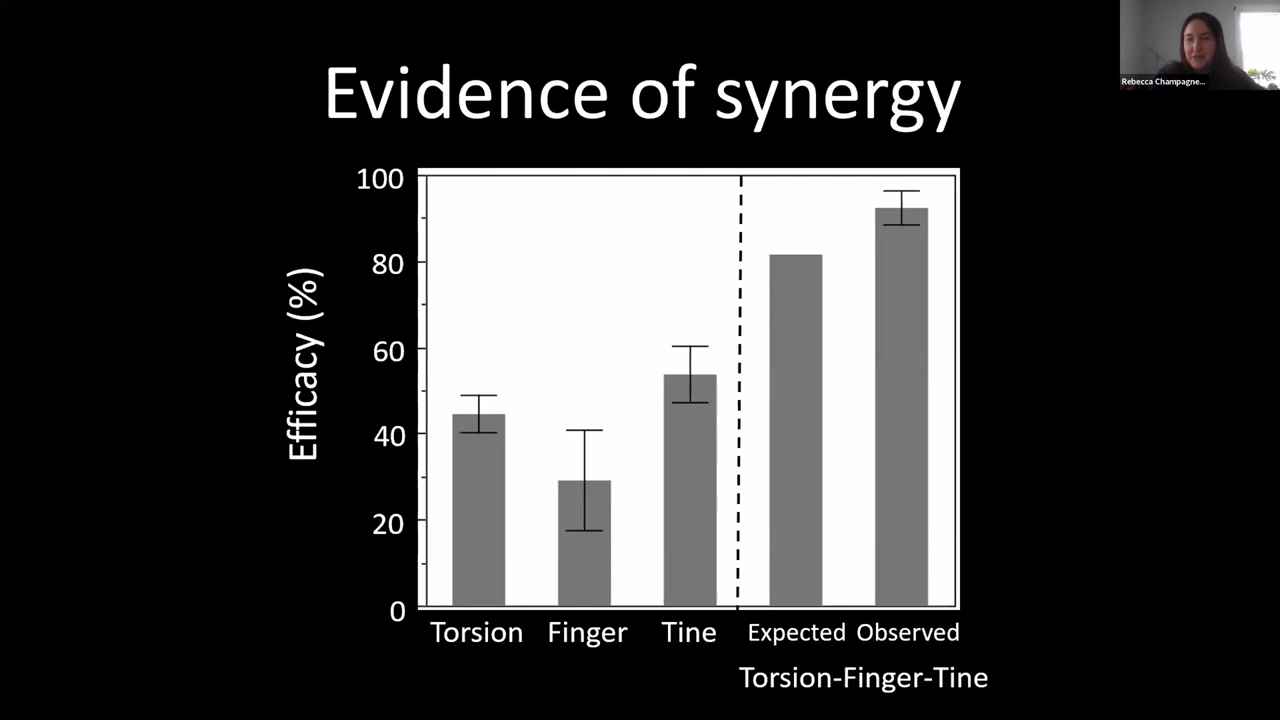 Evidence of synergy
Rebecca Champagne...
100
80
60
40
20
0
Efficacy (%)
Torsion Finger Tine Expected Observed
Torsion-Finger-Tine